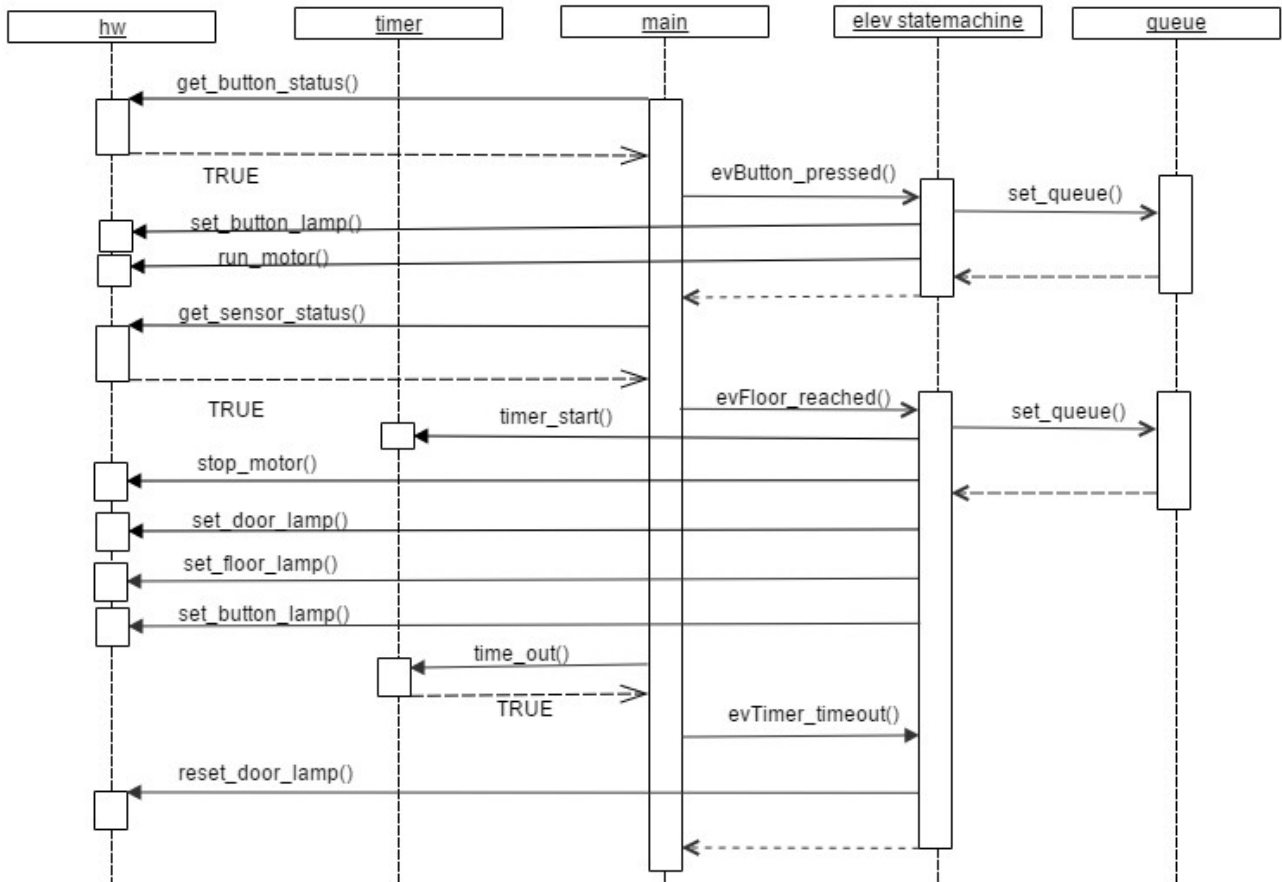 hw
timer
main
elev statemachine
queue
get_button_status()
TRUE
evButton_pressed()
set_queue()
set_button_lamp()
run_motor()
get_sensor_status()
TRUE
evFloor_reached()
set_queue()
timer_start()
stop_motor()
set_door_lamp()
set_floor_lamp()
set_button_lamp()
time_out()
TRUE
evTimer_timeout()
reset_door_lamp()